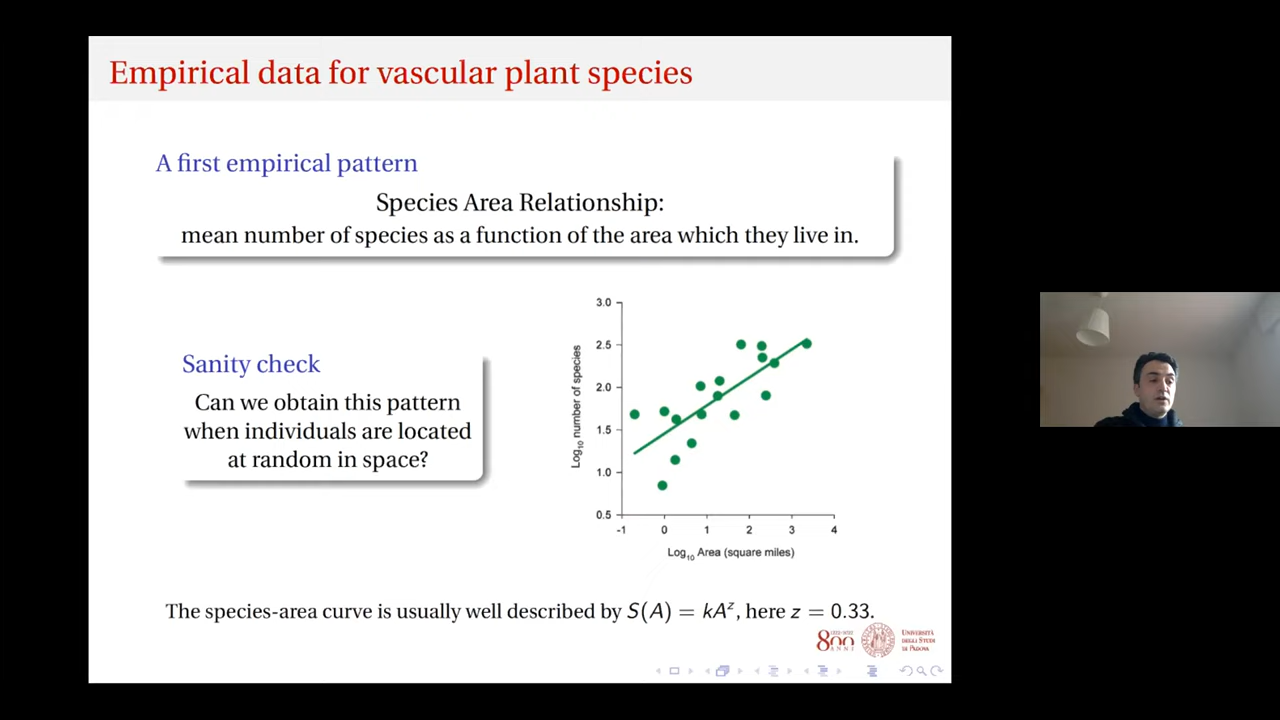 Empirical data for vascular plant species
A first empirical pattern
Species Area Relationship:
mean number of species as a function of the area which they live in.
Sanity check
Can we obtain this pattern
when individuals are located
at random in space?
3.0
2.5
2.0
1.5
1.0
0.5
Log₁₀ number of species
-1 0 1 2 3 4
Log₁₀ Area (square miles)
The species-area curve is usually well described by S(A) = kA^z, here z = 0.33.
800
1222-2022
ANNI
UNIVERSITÀ
DEGLI STUDI
DI PADOVA